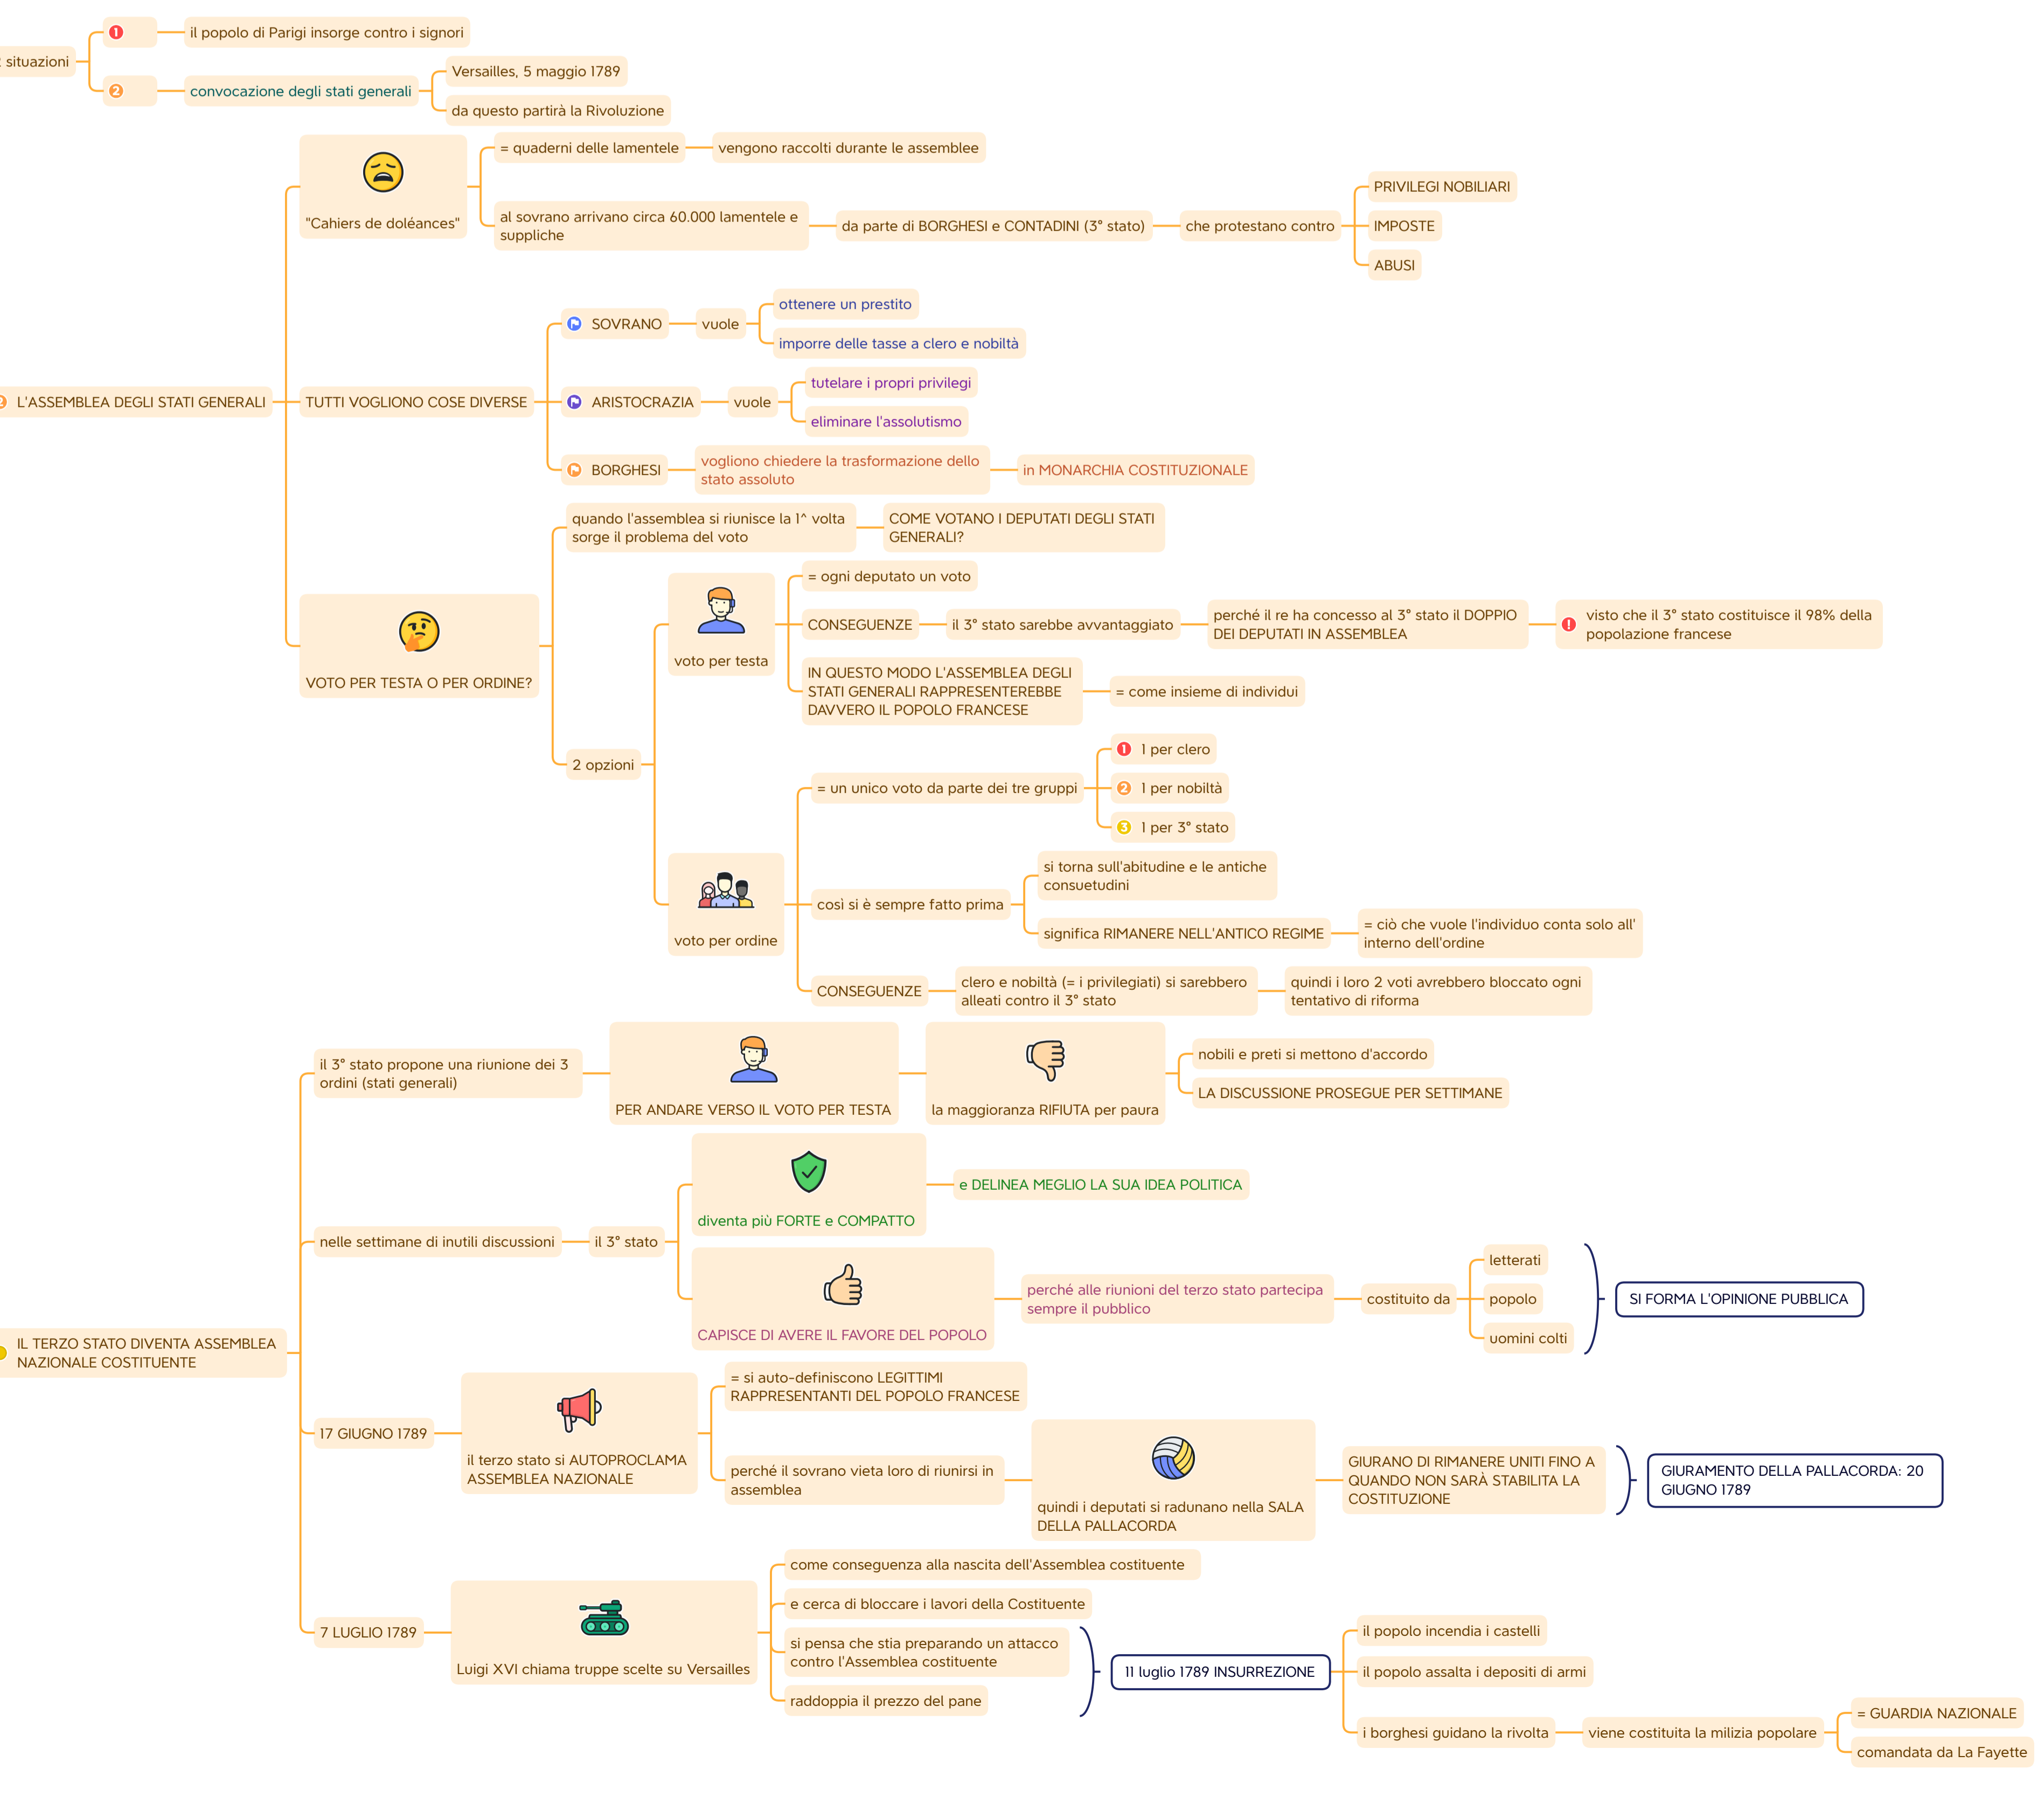 situazioni
1
il popolo di Parigi insorge contro i signori
2
convocazione degli stati generali
Versailles, 5 maggio 1789
da questo partirà la Rivoluzione
2
L'ASSEMBLEA DEGLI STATI GENERALI
"Cahiers de doléances"
= quaderni delle lamentele
vengono raccolti durante le assemblee
al sovrano arrivano circa 60.000 lamentele e
suppliche
da parte di BORGHESI e CONTADINI (3° stato)
che protestano contro
PRIVILEGI NOBILIARI
IMPOSTE
ABUSI
TUTTI VOGLIONO COSE DIVERSE
SOVRANO
vuole
ottenere un prestito
imporre delle tasse a clero e nobiltà
ARISTOCRAZIA
vuole
tutelare i propri privilegi
eliminare l'assolutismo
BORGHESI
vogliono chiedere la trasformazione dello
stato assoluto
in MONARCHIA COSTITUZIONALE
VOTO PER TESTA O PER ORDINE?
quando l'assemblea si riunisce la 1^ volta
sorge il problema del voto
COME VOTANO I DEPUTATI DEGLI STATI
GENERALI?
2 opzioni
voto per testa
= ogni deputato un voto
CONSEGUENZE
il 3° stato sarebbe avvantaggiato
perché il re ha concesso al 3° stato il DOPPIO
DEI DEPUTATI IN ASSEMBLEA
!
visto che il 3° stato costituisce il 98% della
popolazione francese
IN QUESTO MODO L'ASSEMBLEA DEGLI
STATI GENERALI RAPPRESENTEREBBE
DAVVERO IL POPOLO FRANCESE
= come insieme di individui
voto per ordine
= un unico voto da parte dei tre gruppi
1
1 per clero
2
1 per nobiltà
3
1 per 3° stato
così si è sempre fatto prima
si torna sull'abitudine e le antiche
consuetudini
significa RIMANERE NELL'ANTICO REGIME
= ciò che vuole l'individuo conta solo all'
interno dell'ordine
CONSEGUENZE
clero e nobiltà (= i privilegiati) si sarebbero
alleati contro il 3° stato
quindi i loro 2 voti avrebbero bloccato ogni
tentativo di riforma
IL TERZO STATO DIVENTA ASSEMBLEA
NAZIONALE COSTITUENTE
il 3° stato propone una riunione dei 3
ordini (stati generali)
PER ANDARE VERSO IL VOTO PER TESTA
la maggioranza RIFIUTA per paura
nobili e preti si mettono d'accordo
LA DISCUSSIONE PROSEGUE PER SETTIMANE
nelle settimane di inutili discussioni
il 3° stato
diventa più FORTE e COMPATTO
e DELINEA MEGLIO LA SUA IDEA POLITICA
CAPISCE DI AVERE IL FAVORE DEL POPOLO
perché alle riunioni del terzo stato partecipa
sempre il pubblico
costituito da
letterati
popolo
uomini colti
SI FORMA L'OPINIONE PUBBLICA
17 GIUGNO 1789
il terzo stato si AUTOPROCLAMA
ASSEMBLEA NAZIONALE
= si auto-definiscono LEGITTIMI
RAPPRESENTANTI DEL POPOLO FRANCESE
perché il sovrano vieta loro di riunirsi in
assemblea
quindi i deputati si radunano nella SALA
DELLA PALLACORDA
GIURANO DI RIMANERE UNITI FINO A
QUANDO NON SARÀ STABILITA LA
COSTITUZIONE
GIURAMENTO DELLA PALLACORDA: 20
GIUGNO 1789
7 LUGLIO 1789
Luigi XVI chiama truppe scelte su Versailles
come conseguenza alla nascita dell'Assemblea costituente
e cerca di bloccare i lavori della Costituente
si pensa che stia preparando un attacco
contro l'Assemblea costituente
raddoppia il prezzo del pane
11 luglio 1789 INSURREZIONE
il popolo incendia i castelli
il popolo assalta i depositi di armi
i borghesi guidano la rivolta
viene costituita la milizia popolare
= GUARDIA NAZIONALE
comandata da La Fayette